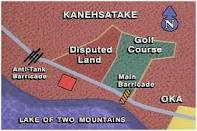 KANEHSATAKE
N
Disputed
Land
Golf
Course
Anti-Tank
Barricade
Main
Barricade
OKA
LAKE OF TWO MOUNTAINS